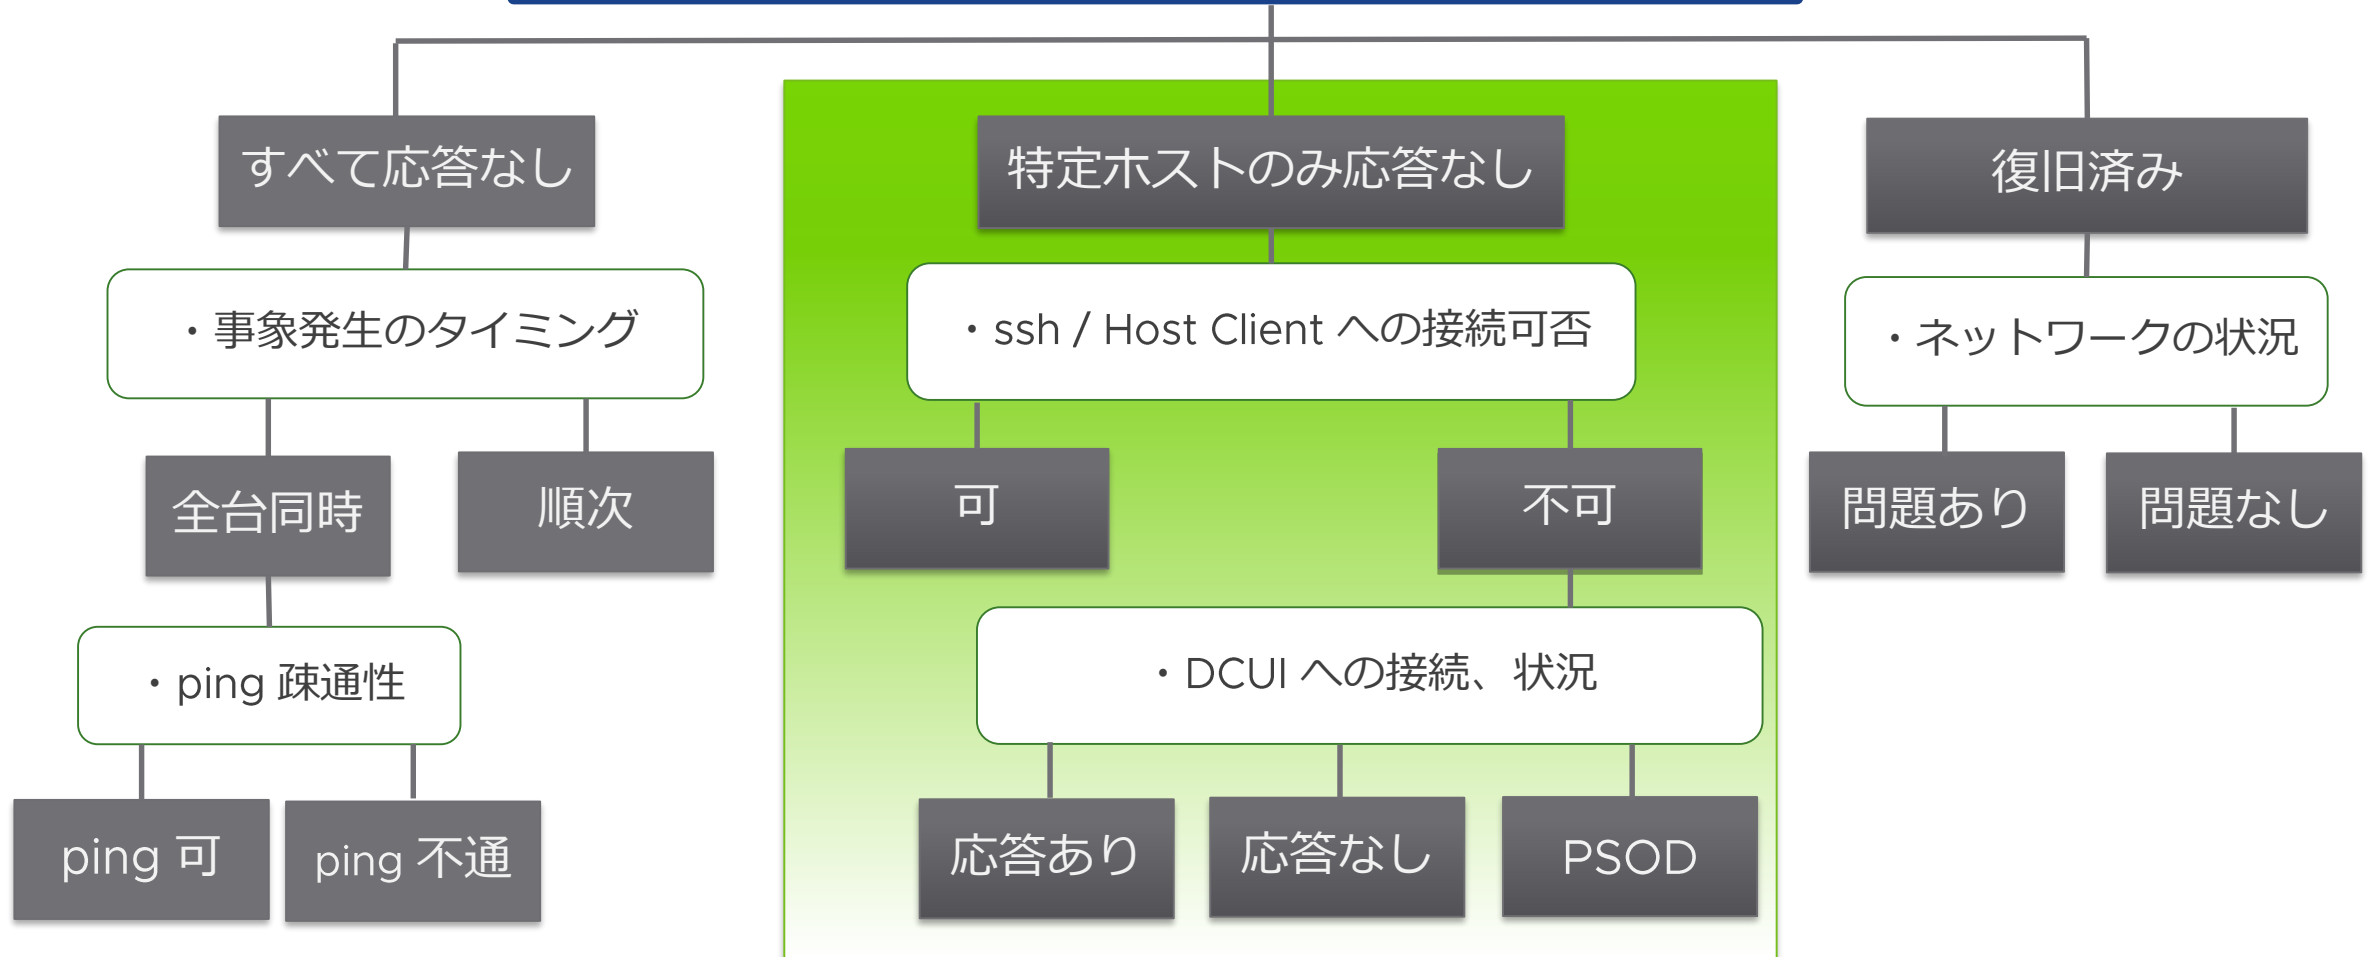 すべて応答なし
特定ホストのみ応答なし
復旧済み
・事象発生のタイミング
・ssh / Host Client への接続可否
・ネットワークの状況
全台同時
順次
可
不可
問題あり
問題なし
・ping 疎通性
・DCUI への接続、状況
ping 可
ping 不通
応答あり
応答なし
PSOD